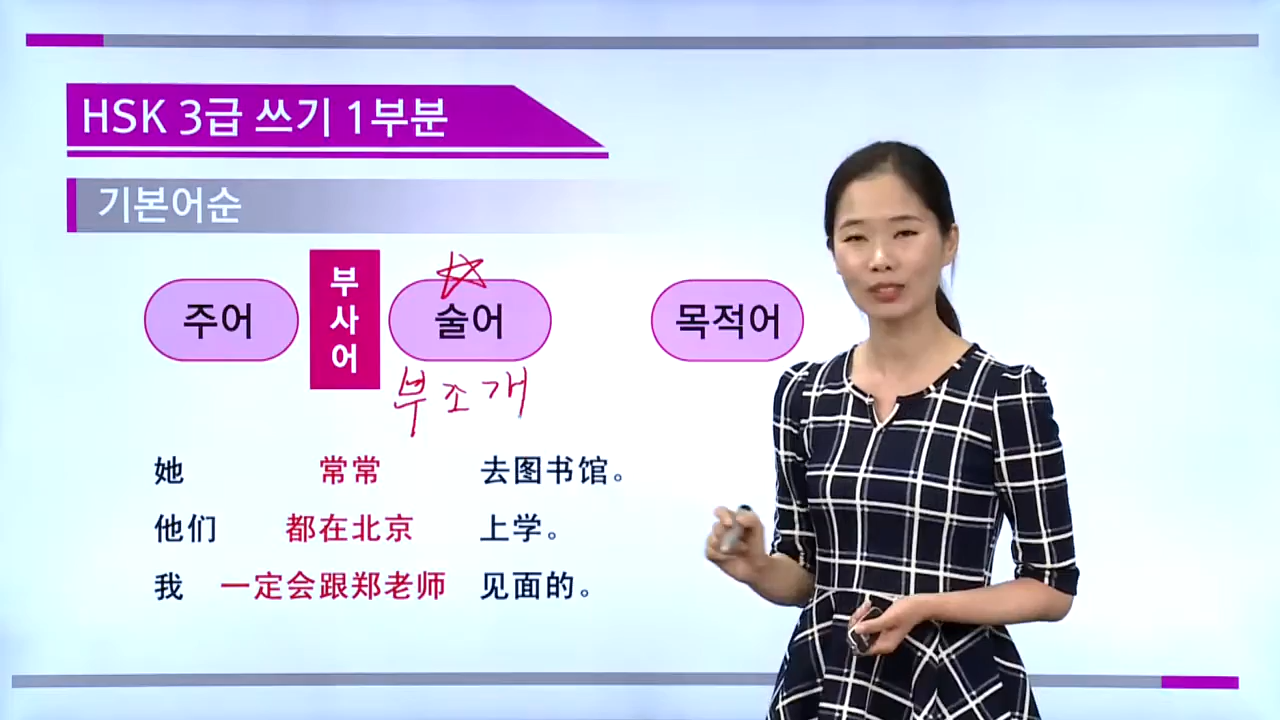 HSK 3급 쓰기 1부분
기본어순
주어 부사어 술어 목적어
부조개
她 常常 去图书馆。
他们 都在北京 上学。
我 一定会跟郑老师 见面的。